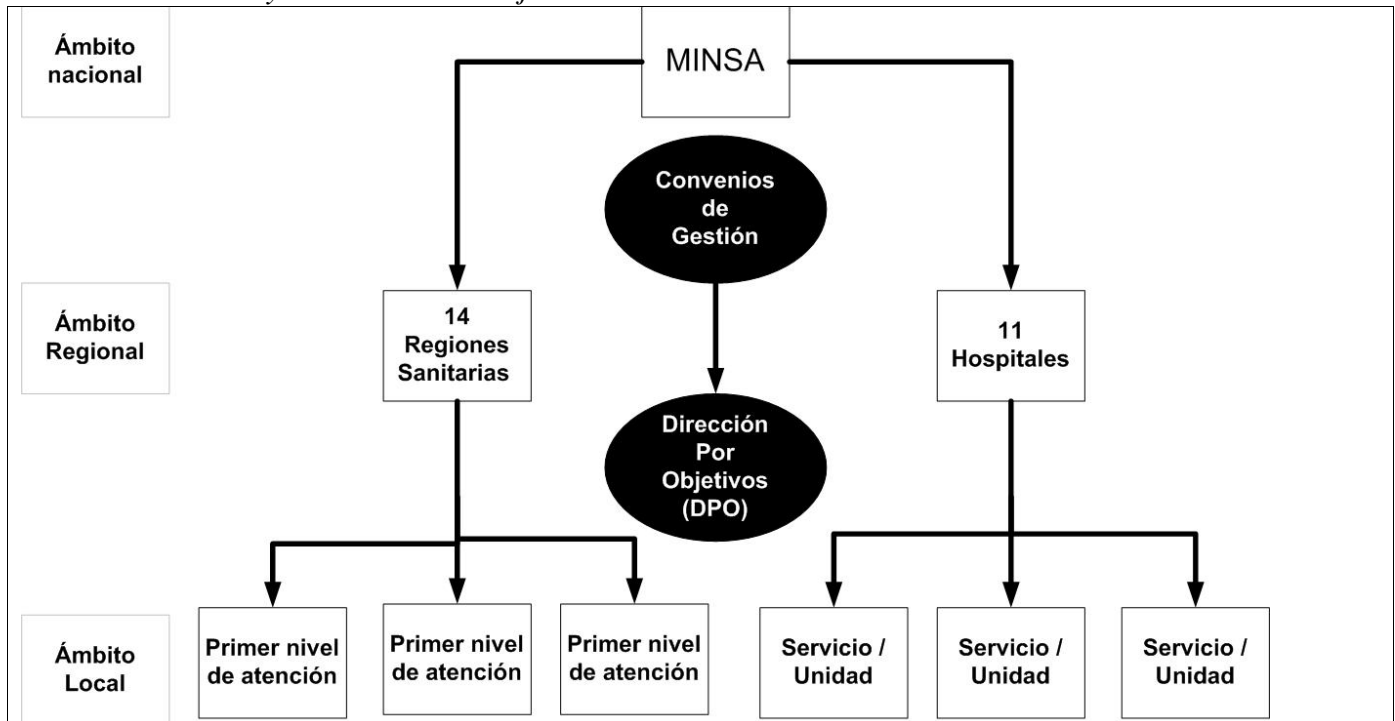 Ámbito
nacional
MINSA
Convenios
de
Gestión
Ámbito
Regional
14
Regiones
Sanitarias
11
Hospitales
Dirección
Por
Objetivos
(DPO)
Ámbito
Local
Primer nivel
de atención
Primer nivel
de atención
Primer nivel
de atención
Servicio /
Unidad
Servicio /
Unidad
Servicio /
Unidad